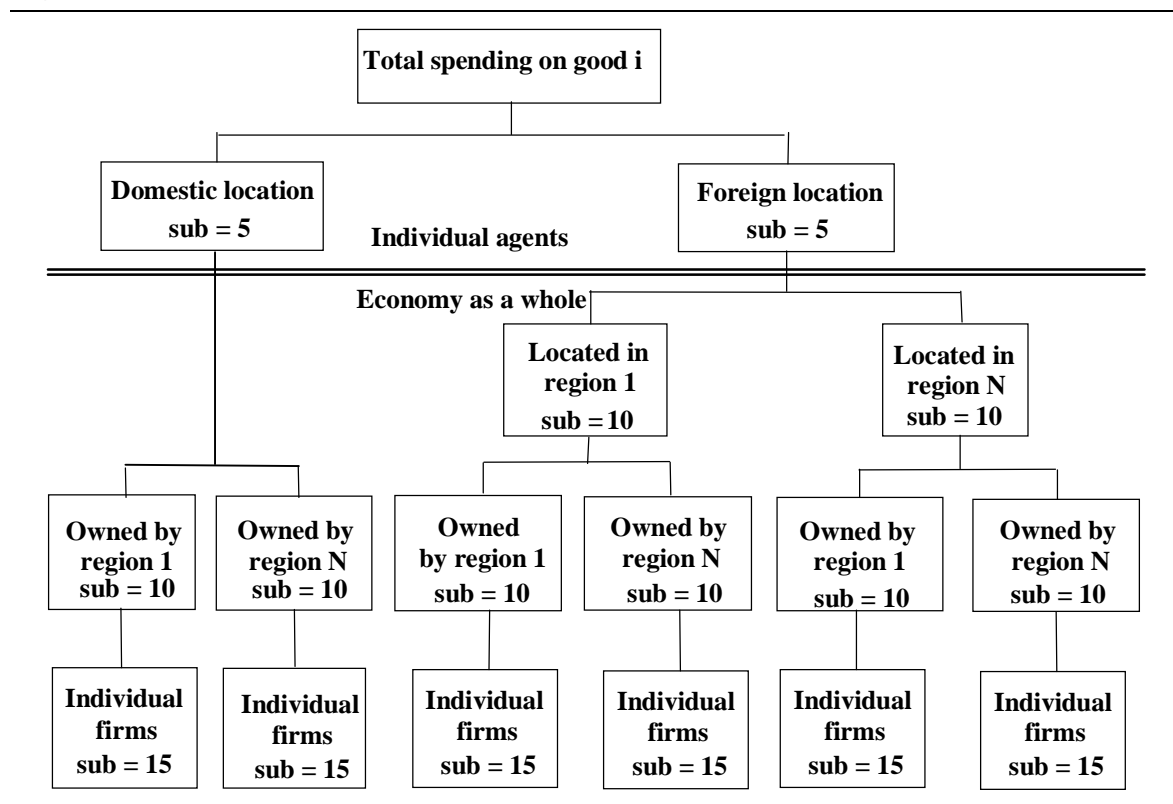 Total spending on good i
Domestic location
sub = 5
Foreign location
sub = 5
Individual agents
Economy as a whole
Located in
region 1
sub = 10
Located in
region N
sub = 10
Owned by
region 1
sub = 10
Owned by
region N
sub = 10
Owned
by region 1
sub = 10
Owned by
region N
sub = 10
Owned by
region 1
sub = 10
Owned by
region N
sub = 10
Individual
firms
sub = 15
Individual
firms
sub = 15
Individual
firms
sub = 15
Individual
firms
sub = 15
Individual
firms
sub = 15
Individual
firms
sub = 15